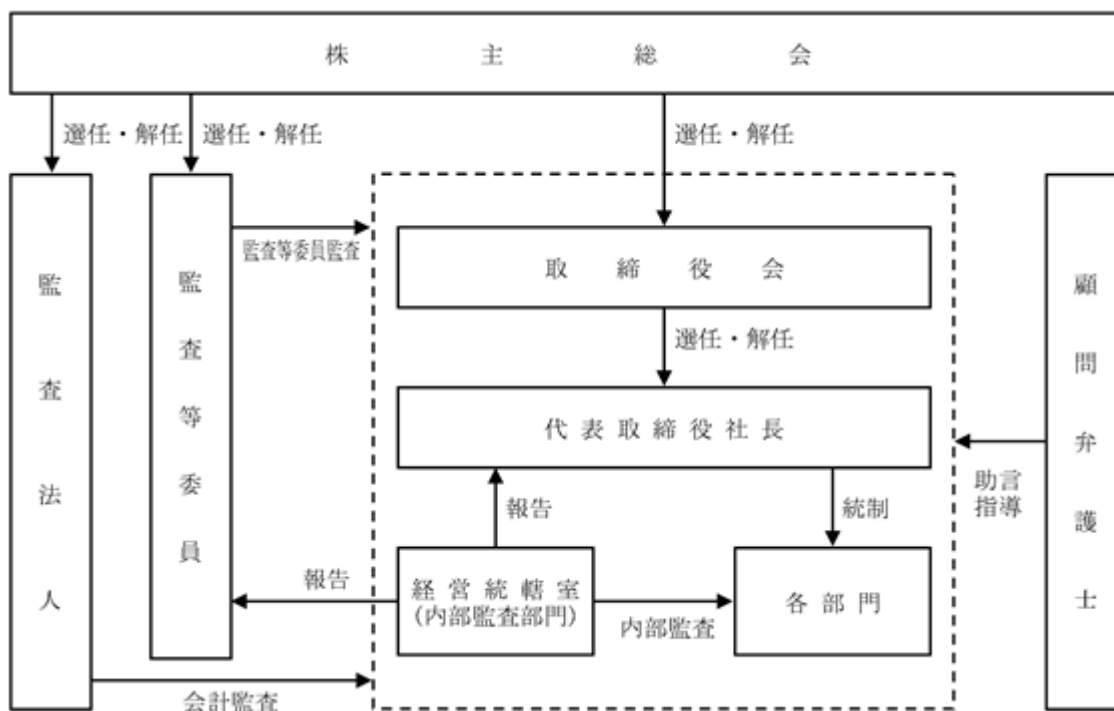 株主総会
選任・解任
選任・解任
選任・解任
監査法人
監査等委員
監査等委員監査
取締役会
選任・解任
代表取締役社長
顧問弁護士
助言
指導
報告
統制
報告
経営統轄室
(内部監査部門)
内部監査
各部門
会計監査